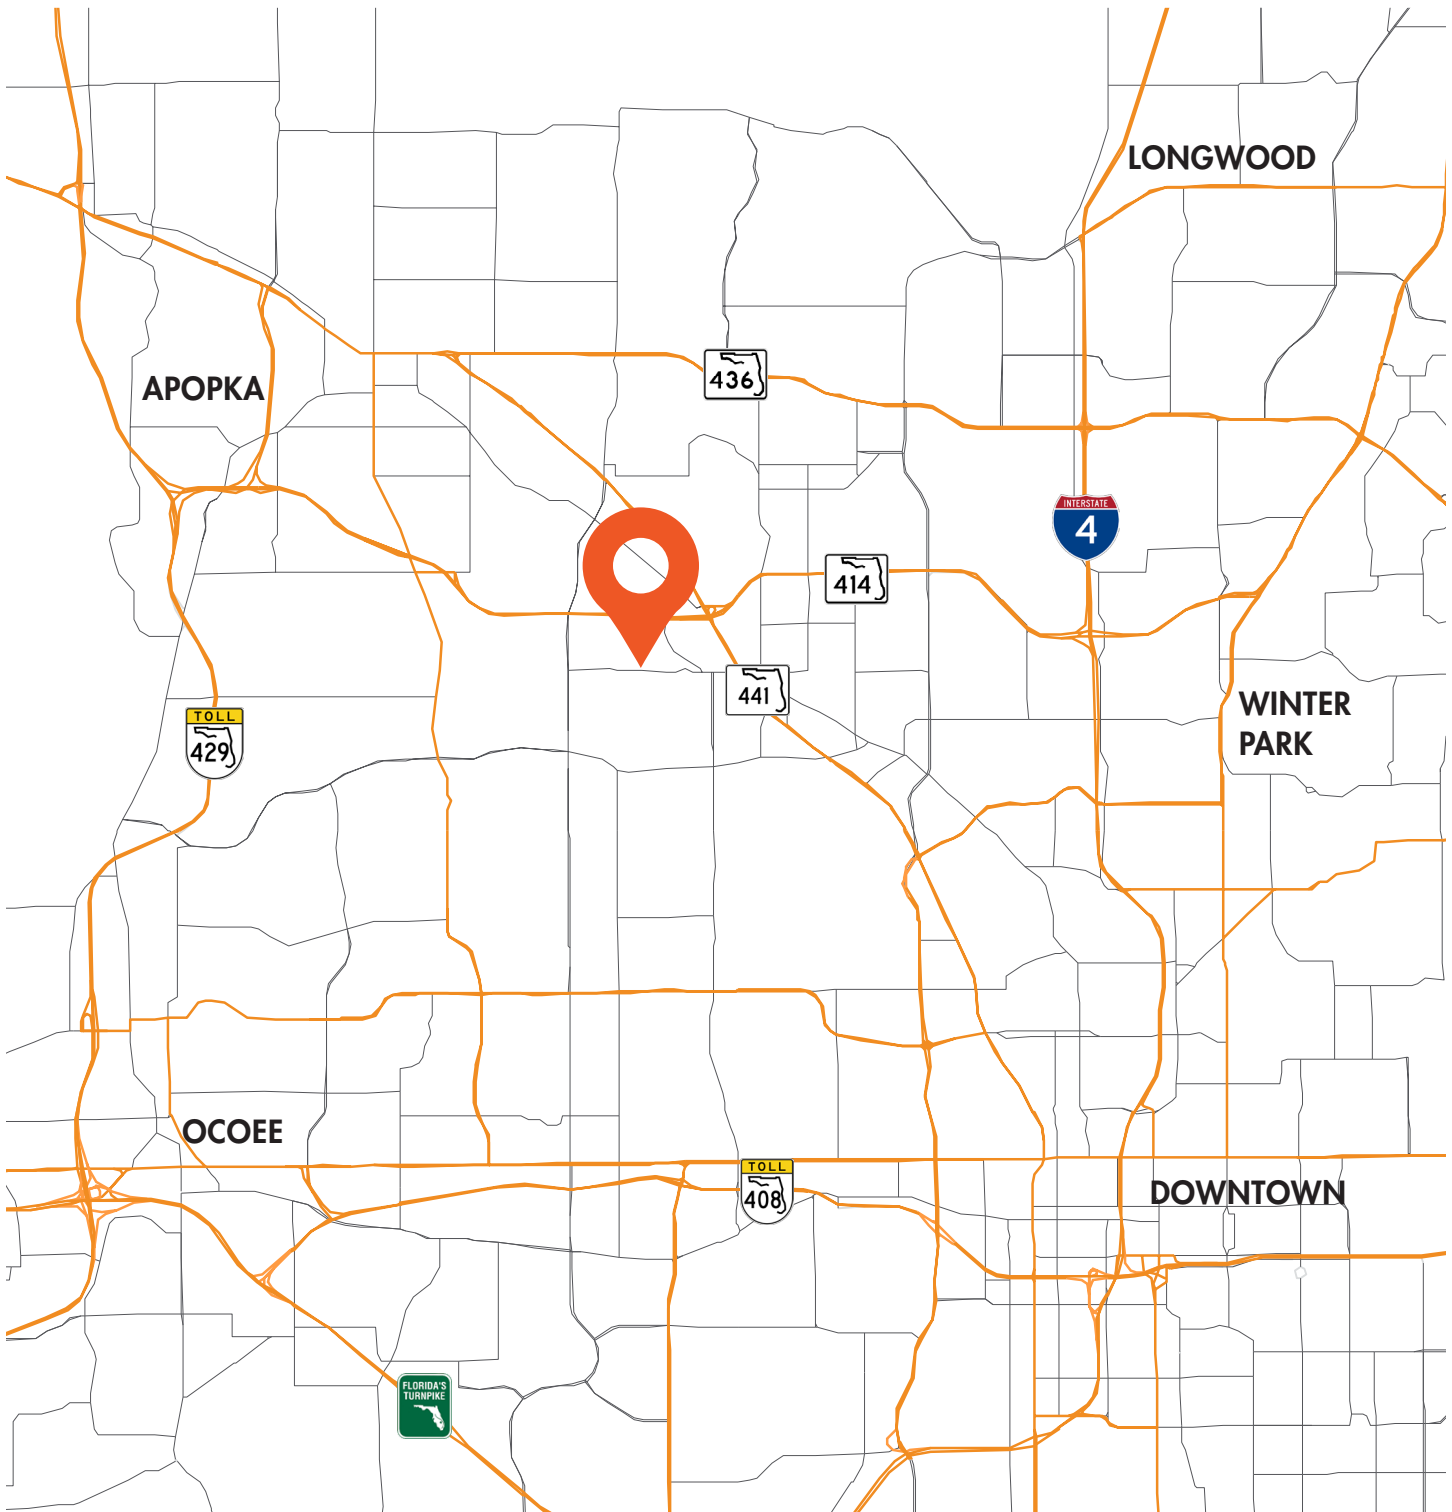 LONGWOOD
436
APOPKA
INTERSTATE
4
414
441
WINTER
PARK
TOLL
429
OCOEE
TOLL
408
DOWNTOWN
FLORIDA'S
TURNPIKE